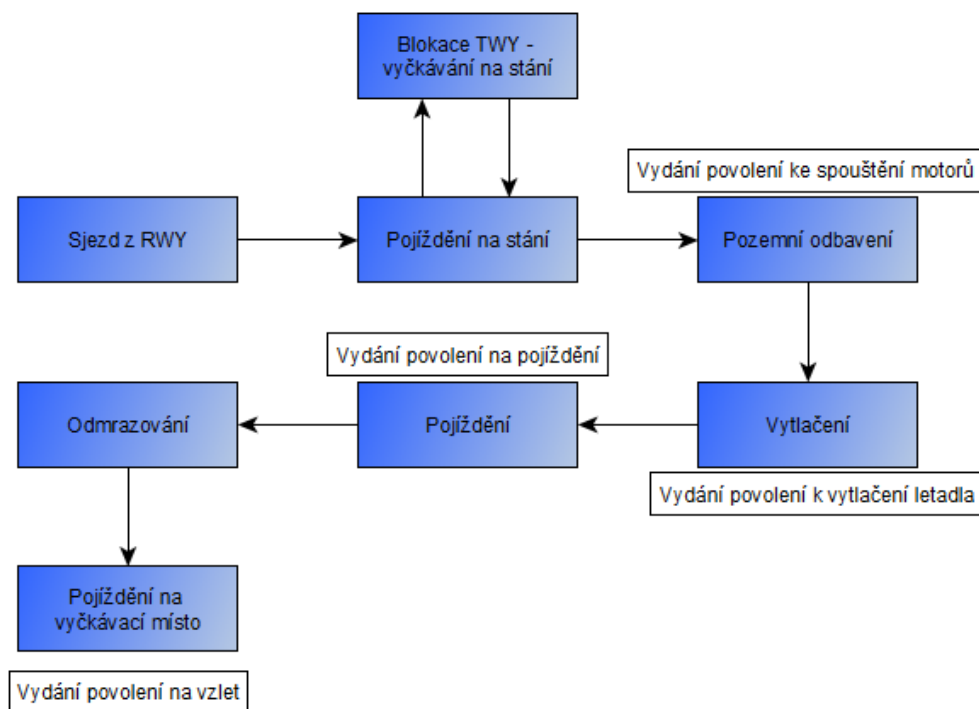 Blokace TWY -
vyčkávání na stání
Vydání povolení ke spouštění motorů
Sjezd z RWY
Pojíždění na stání
Pozemní odbavení
Vydání povolení na pojíždění
Odmrazování
Pojíždění
Vytlačení
Vydání povolení k vytlačení letadla
Pojíždění na
vyčkávací místo
Vydání povolení na vzlet